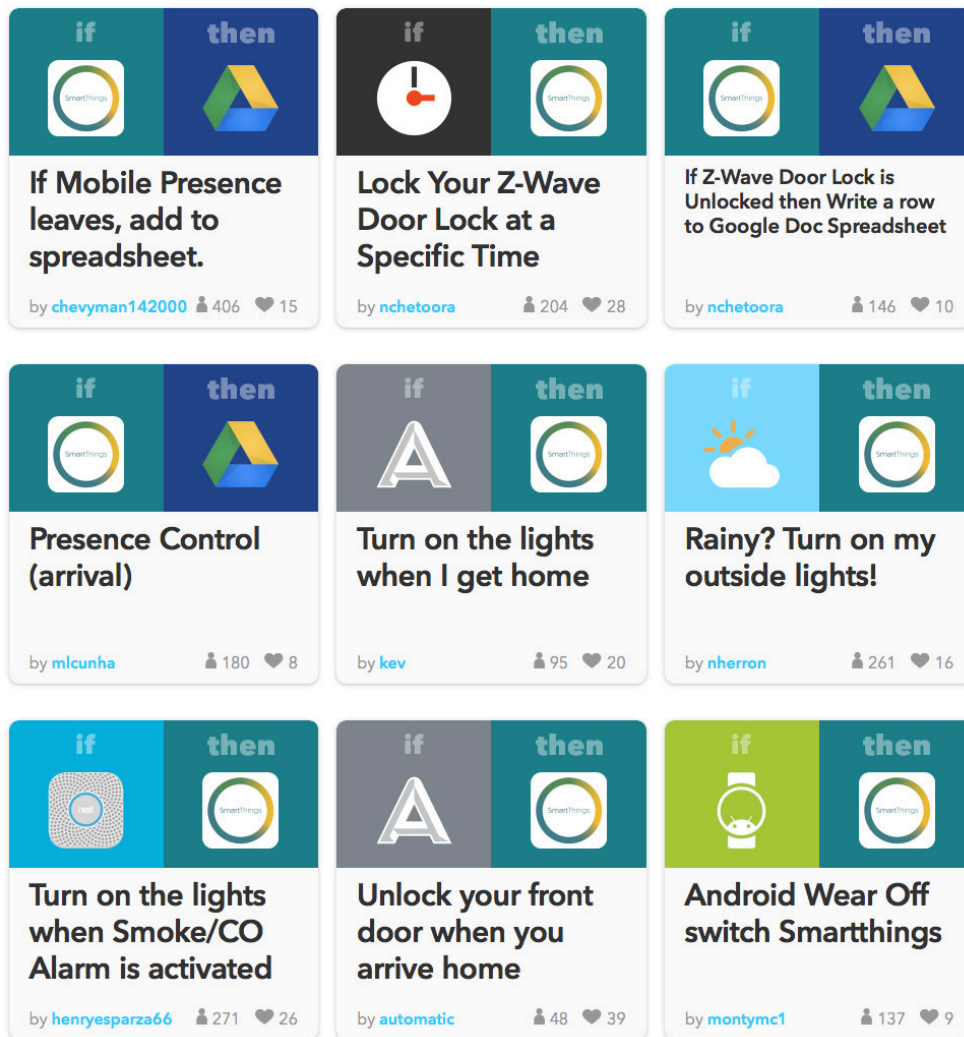 if then
SmartThings
If Mobile Presence
leaves, add to
spreadsheet.
by chevyman142000 406 15
if then
SmartThings
Lock Your Z-Wave
Door Lock at a
Specific Time
by nchetoora 204 28
if then
SmartThings
If Z-Wave Door Lock is
Unlocked then Write a row
to Google Doc Spreadsheet
by nchetoora 146 10
if then
SmartThings
Presence Control
(arrival)
by mlcunha 180 8
if then
A SmartThings
Turn on the lights
when I get home
by kev 95 20
if then
SmartThings
Rainy? Turn on my
outside lights!
by nherron 261 16
if then
nest SmartThings
Turn on the lights
when Smoke/CO
Alarm is activated
by henryesparza66 271 26
if then
A SmartThings
Unlock your front
door when you
arrive home
by automatic 48 39
if then
SmartThings
Android Wear Off
switch Smartthings
by montymc1 137 9